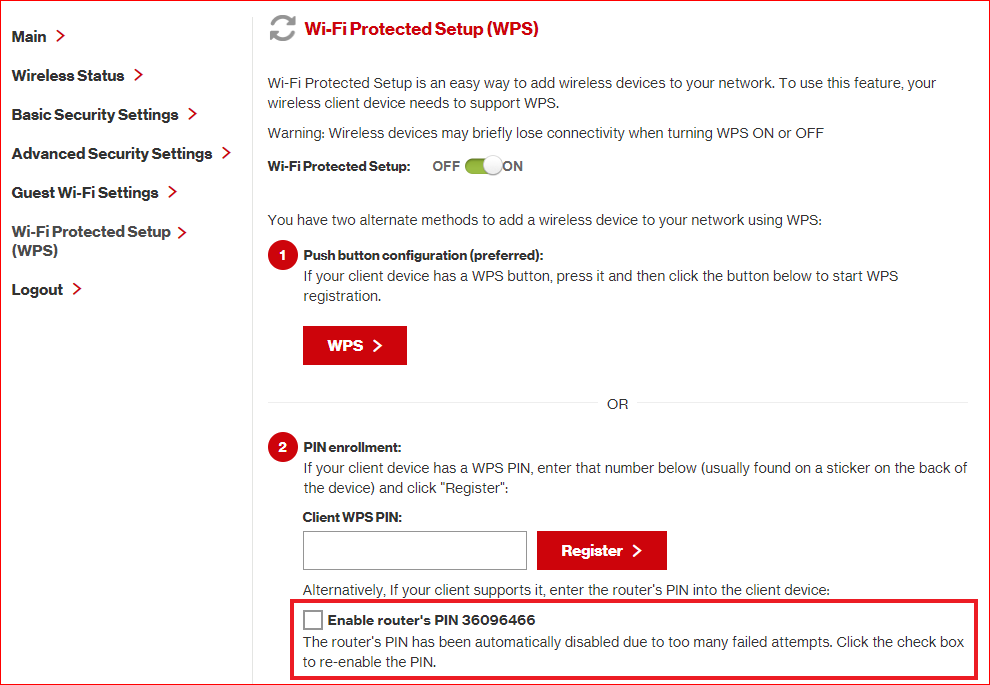 Main
Wireless Status
Basic Security Settings
Advanced Security Settings
Guest Wi-Fi Settings
Wi-Fi Protected Setup
(WPS)
Logout
Wi-Fi Protected Setup (WPS)
Wi-Fi Protected Setup is an easy way to add wireless devices to your network. To use this feature, your
wireless client device needs to support WPS.
Warning: Wireless devices may briefly lose connectivity when turning WPS ON or OFF
Wi-Fi Protected Setup: OFF ON
You have two alternate methods to add a wireless device to your network using WPS:
1 Push button configuration (preferred):
If your client device has a WPS button, press it and then click the button below to start WPS
registration.
WPS
OR
2 PIN enrollment:
If your client device has a WPS PIN, enter that number below (usually found on a sticker on the back of
the device) and click "Register":
Client WPS PIN:
Register
Alternatively, If your client supports it, enter the router's PIN into the client device:
Enable router's PIN 36096466
The router's PIN has been automatically disabled due to too many failed attempts. Click the check box
to re-enable the PIN.